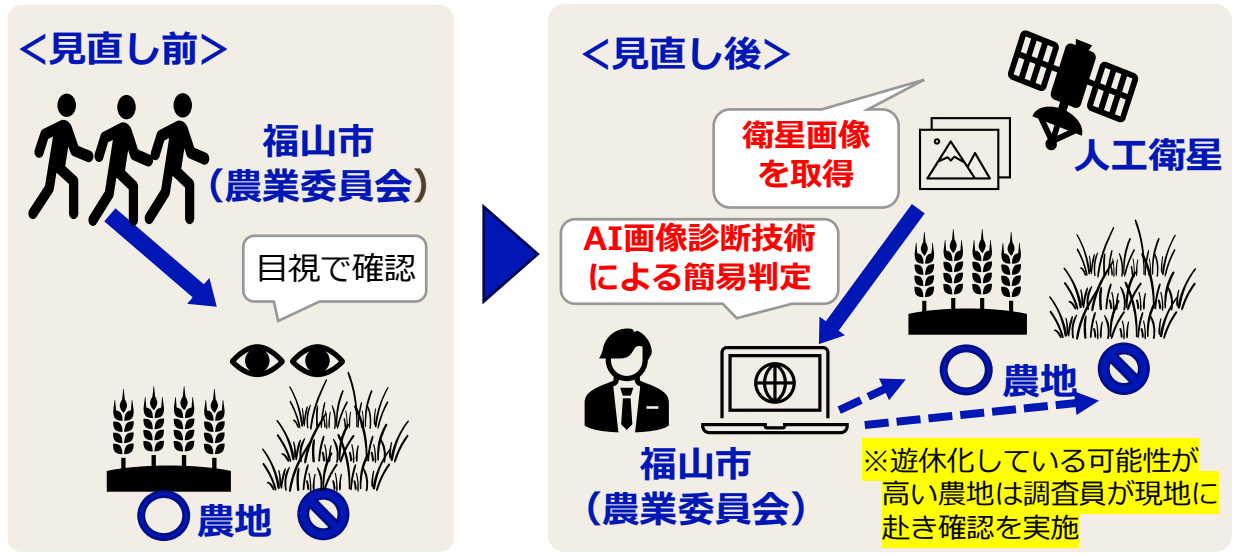 ＜見直し前＞
福山市
（農業委員会）
目視で確認
農地
＜見直し後＞
衛星画像
を取得
人工衛星
AI画像診断技術
による簡易判定
農地
福山市
（農業委員会）
※遊休化している可能性が
高い農地は調査員が現地に
赴き確認を実施